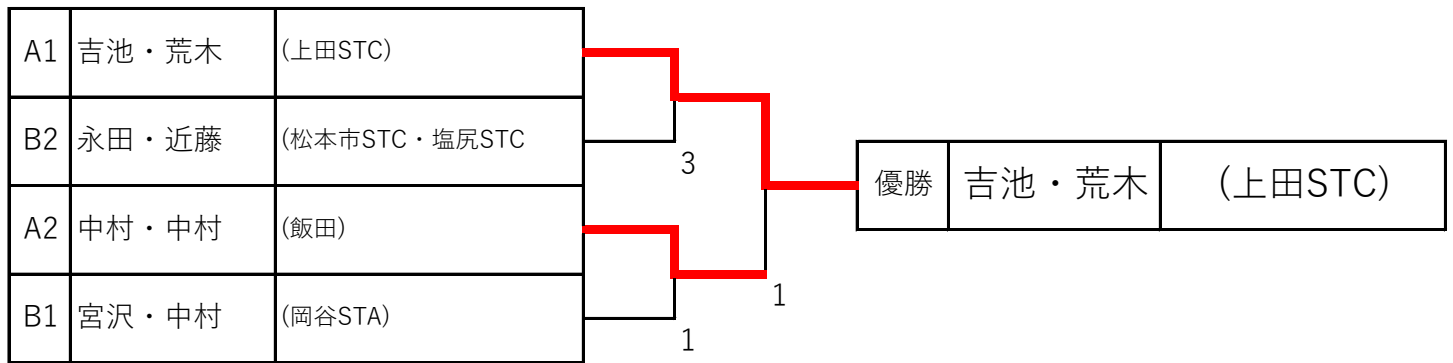 A1 吉池・荒木 (上田STC)
B2 永田・近藤 (松本市STC・塩尻STC
3
優勝 吉池・荒木 (上田STC)
A2 中村・中村 (飯田)
1
B1 宮沢・中村 (岡谷STA)
1